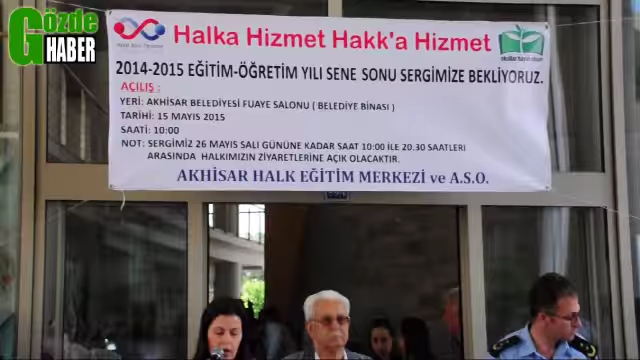 Gözde
HABER
Halka Hizmet Hakk'a Hizmet
2014-2015 EĞİTİM-ÖĞRETİM YILI SENE SONU SERGİMİZE BEKLİYORUZ.
AÇILIŞ :
YERİ: AKHİSAR BELEDİYESİ FUAYE SALONU ( BELEDİYE BİNASI )
TARİHİ: 15 MAYIS 2015
SAATİ: 10:00
NOT: SERGİMİZ 26 MAYIS SALI GÜNÜNE KADAR SAAT 10:00 İLE 20.30 SAATLERİ
ARASINDA HALKIMIZIN ZİYARETLERİNE AÇIK OLACAKTIR.
AKHİSAR HALK EĞİTİM MERKEZİ ve A.S.O.